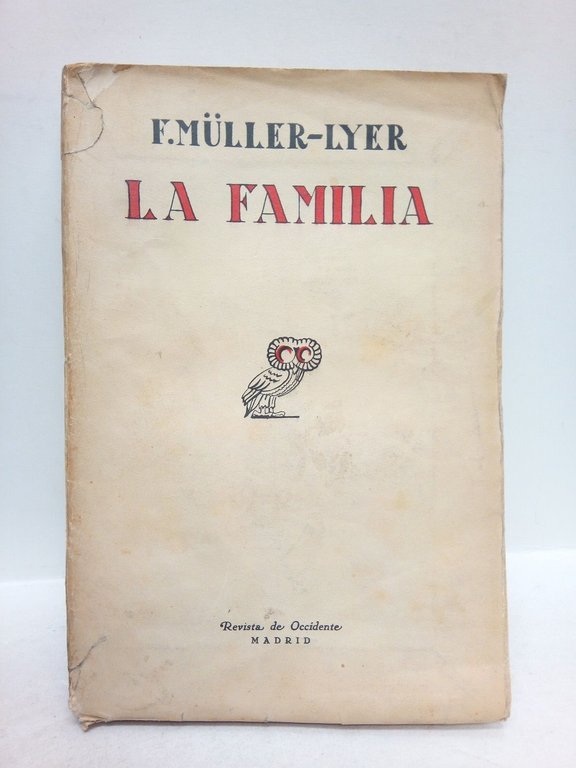 F. MÜLLER-LYER
LA FAMILIA
Revista de Occidente
MADRID